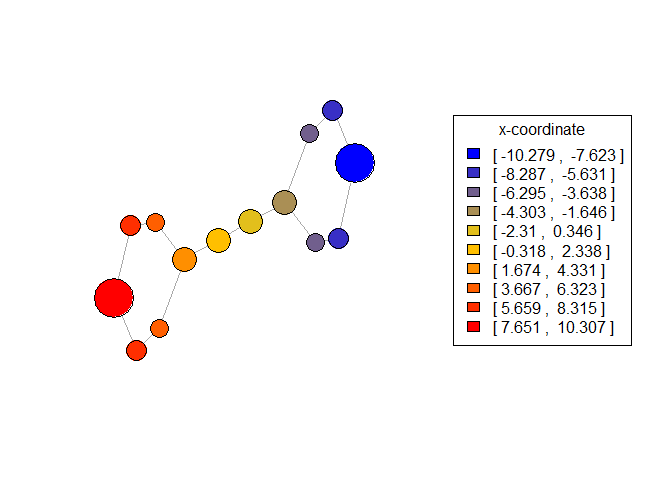 x-coordinate
[ -10.279 , -7.623 ]
[ -8.287 , -5.631 ]
[ -6.295 , -3.638 ]
[ -4.303 , -1.646 ]
[ -2.31 , 0.346 ]
[ -0.318 , 2.338 ]
[ 1.674 , 4.331 ]
[ 3.667 , 6.323 ]
[ 5.659 , 8.315 ]
[ 7.651 , 10.307 ]